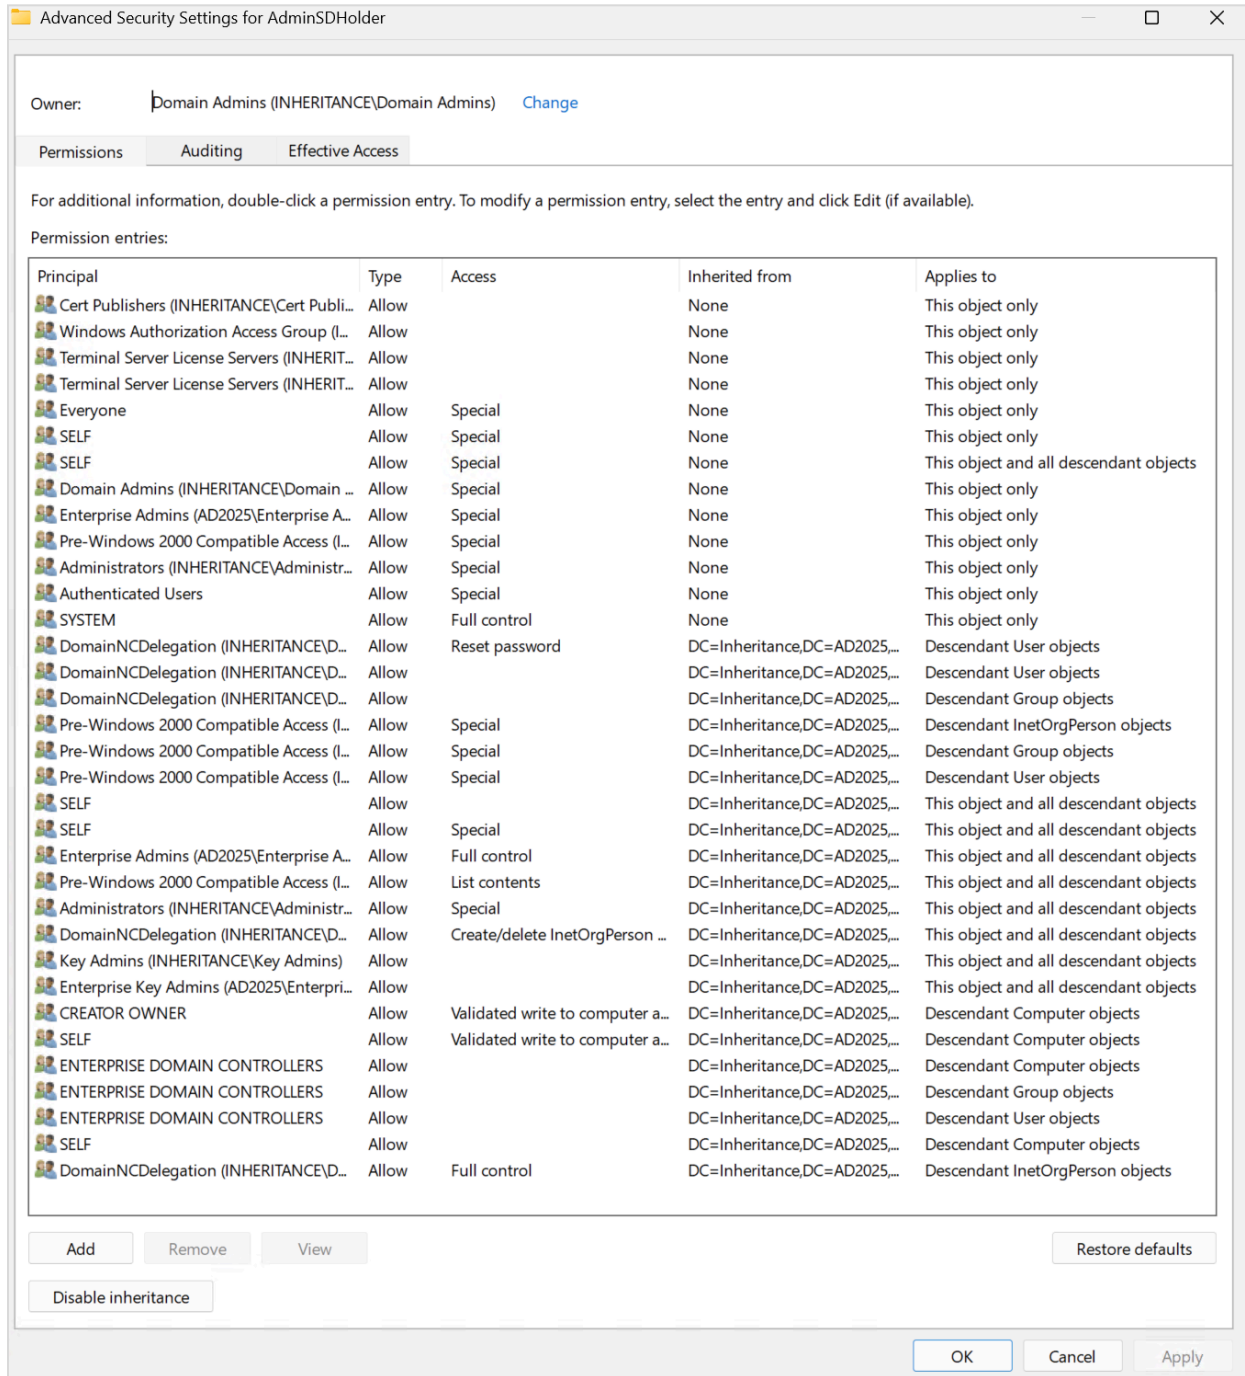 Advanced Security Settings for AdminSDHolder
Owner: Domain Admins (INHERITANCE\Domain Admins) Change
Permissions Auditing Effective Access
For additional information, double-click a permission entry. To modify a permission entry, select the entry and click Edit (if available).
Permission entries:
Principal Type Access Inherited from Applies to
Cert Publishers (INHERITANCE\Cert Publi... Allow None This object only
Windows Authorization Access Group (I... Allow None This object only
Terminal Server License Servers (INHERIT... Allow None This object only
Terminal Server License Servers (INHERIT... Allow None This object only
Everyone Allow Special None This object only
SELF Allow Special None This object only
SELF Allow Special None This object and all descendant objects
Domain Admins (INHERITANCE\Domain ... Allow Special None This object only
Enterprise Admins (AD2025\Enterprise A... Allow Special None This object only
Pre-Windows 2000 Compatible Access (I... Allow Special None This object only
Administrators (INHERITANCE\Administr... Allow Special None This object only
Authenticated Users Allow Special None This object only
SYSTEM Allow Full control None This object only
DomainNCDelegation (INHERITANCE\D... Allow Reset password DC=Inheritance,DC=AD2025,... Descendant User objects
DomainNCDelegation (INHERITANCE\D... Allow DC=Inheritance,DC=AD2025,... Descendant User objects
DomainNCDelegation (INHERITANCE\D... Allow DC=Inheritance,DC=AD2025,... Descendant Group objects
Pre-Windows 2000 Compatible Access (I... Allow Special DC=Inheritance,DC=AD2025,... Descendant InetOrgPerson objects
Pre-Windows 2000 Compatible Access (I... Allow Special DC=Inheritance,DC=AD2025,... Descendant Group objects
Pre-Windows 2000 Compatible Access (I... Allow Special DC=Inheritance,DC=AD2025,... Descendant User objects
SELF Allow DC=Inheritance,DC=AD2025,... This object and all descendant objects
SELF Allow Special DC=Inheritance,DC=AD2025,... This object and all descendant objects
Enterprise Admins (AD2025\Enterprise A... Allow Full control DC=Inheritance,DC=AD2025,... This object and all descendant objects
Pre-Windows 2000 Compatible Access (I... Allow List contents DC=Inheritance,DC=AD2025,... This object and all descendant objects
Administrators (INHERITANCE\Administr... Allow Special DC=Inheritance,DC=AD2025,... This object and all descendant objects
DomainNCDelegation (INHERITANCE\D... Allow Create/delete InetOrgPerson ... DC=Inheritance,DC=AD2025,... This object and all descendant objects
Key Admins (INHERITANCE\Key Admins) Allow DC=Inheritance,DC=AD2025,... This object and all descendant objects
Enterprise Key Admins (AD2025\Enterpri... Allow DC=Inheritance,DC=AD2025,... This object and all descendant objects
CREATOR OWNER Allow Validated write to computer a... DC=Inheritance,DC=AD2025,... Descendant Computer objects
SELF Allow Validated write to computer a... DC=Inheritance,DC=AD2025,... Descendant Computer objects
ENTERPRISE DOMAIN CONTROLLERS Allow DC=Inheritance,DC=AD2025,... Descendant Computer objects
ENTERPRISE DOMAIN CONTROLLERS Allow DC=Inheritance,DC=AD2025,... Descendant Group objects
ENTERPRISE DOMAIN CONTROLLERS Allow DC=Inheritance,DC=AD2025,... Descendant User objects
SELF Allow DC=Inheritance,DC=AD2025,... Descendant Computer objects
DomainNCDelegation (INHERITANCE\D... Allow Full control DC=Inheritance,DC=AD2025,... Descendant InetOrgPerson objects
Add Remove View Restore defaults
Disable inheritance
OK Cancel Apply